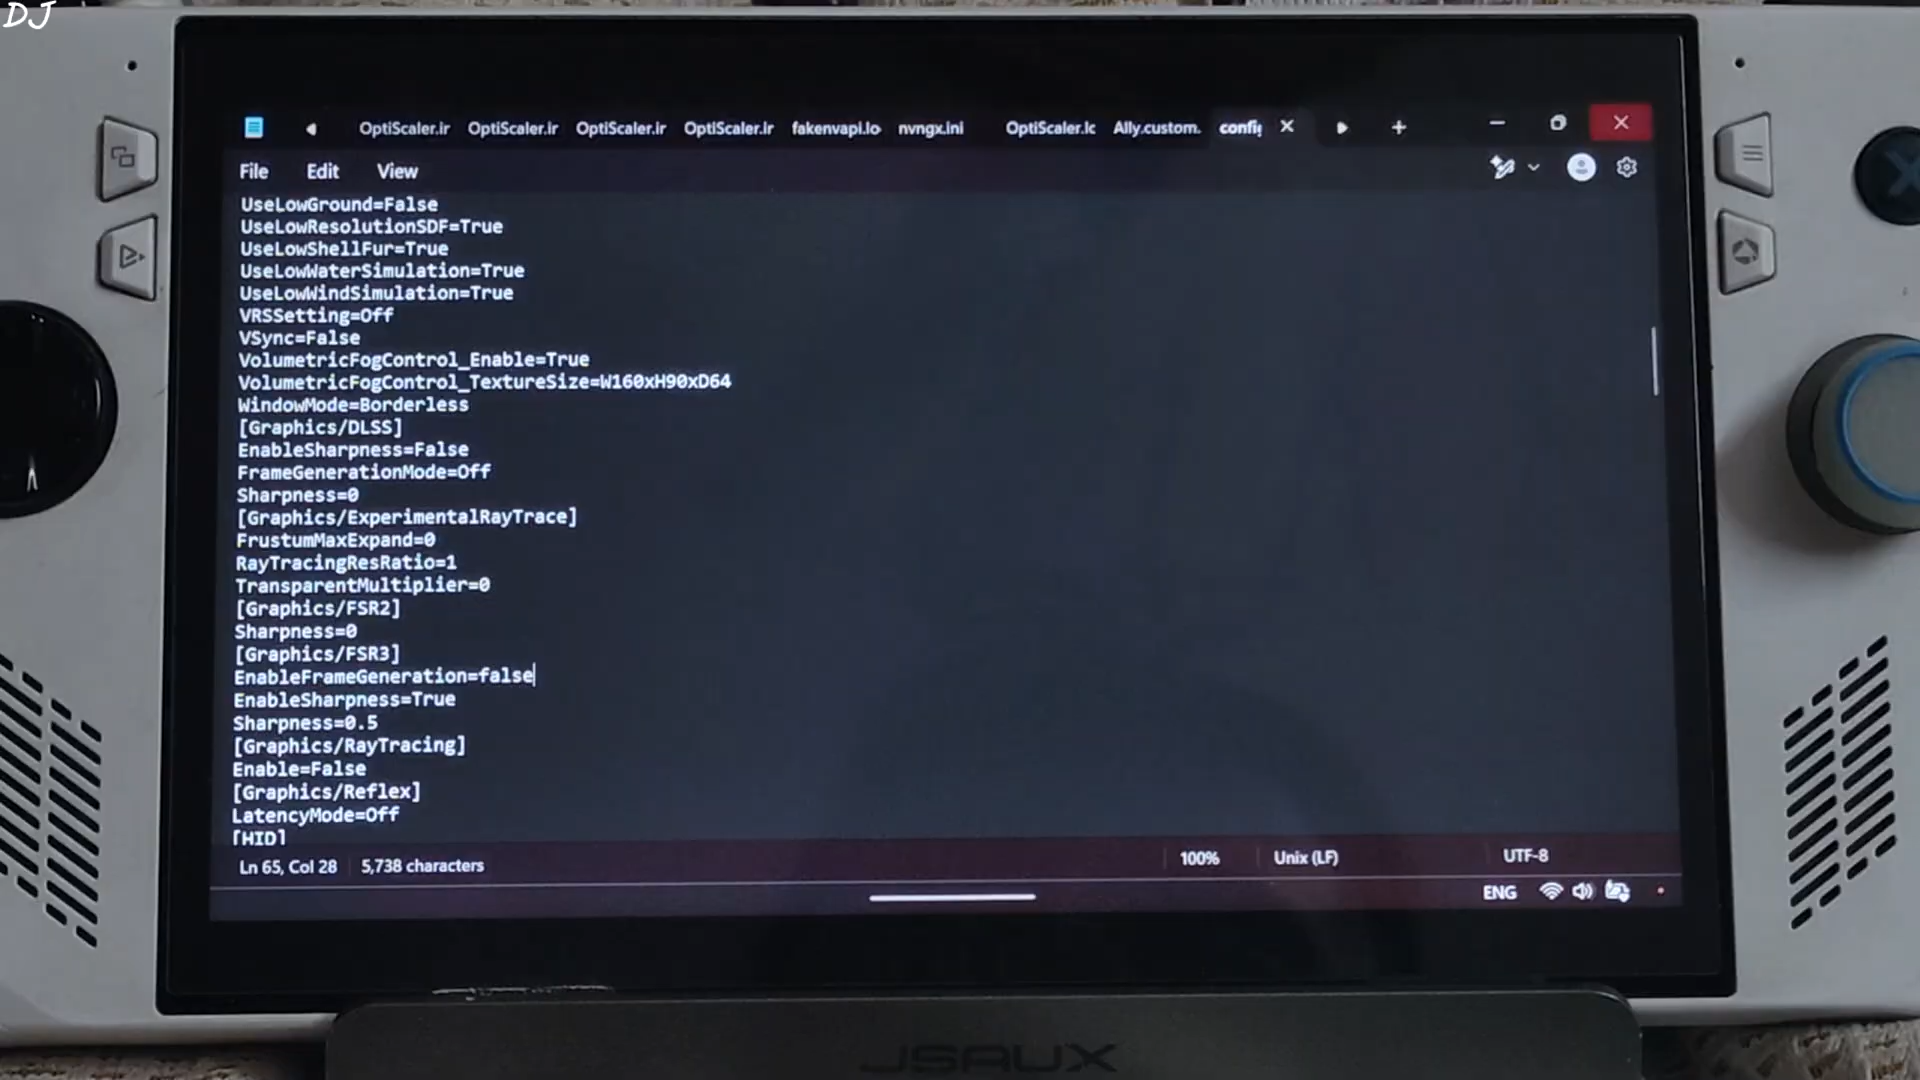 DJ
OptiScaler.ir OptiScaler.ir OptiScaler.ir OptiScaler.ir fakenvapi.lo nvngx.ini OptiScaler.lc Ally.custom. config
File Edit View
UseLowGround=False
UseLowResolutionSDF=True
UseLowShellFur=True
UseLowWaterSimulation=True
UseLowWindSimulation=True
VRSSetting=Off
VSync=False
VolumetricFogControl_Enable=True
VolumetricFogControl_TextureSize=W160xH90xD64
WindowMode=Borderless
[Graphics/DLSS]
EnableSharpness=False
FrameGenerationMode=Off
Sharpness=0
[Graphics/ExperimentalRayTrace]
FrustumMaxExpand=0
RayTracingResRatio=1
TransparentMultiplier=0
[Graphics/FSR2]
Sharpness=0
[Graphics/FSR3]
EnableFrameGeneration=false
EnableSharpness=True
Sharpness=0.5
[Graphics/RayTracing]
Enable=False
[Graphics/Reflex]
LatencyMode=Off
[HID]
Ln 65, Col 28 5,738 characters 100% Unix (LF) UTF-8
ENG
X
JSAUX